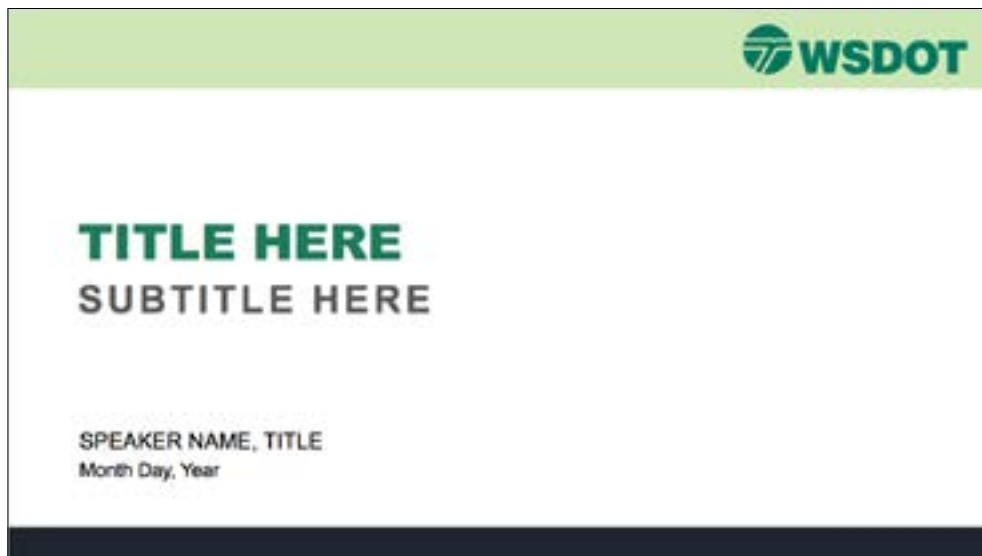 WSDOT
TITLE HERE
SUBTITLE HERE
SPEAKER NAME, TITLE
Month Day, Year